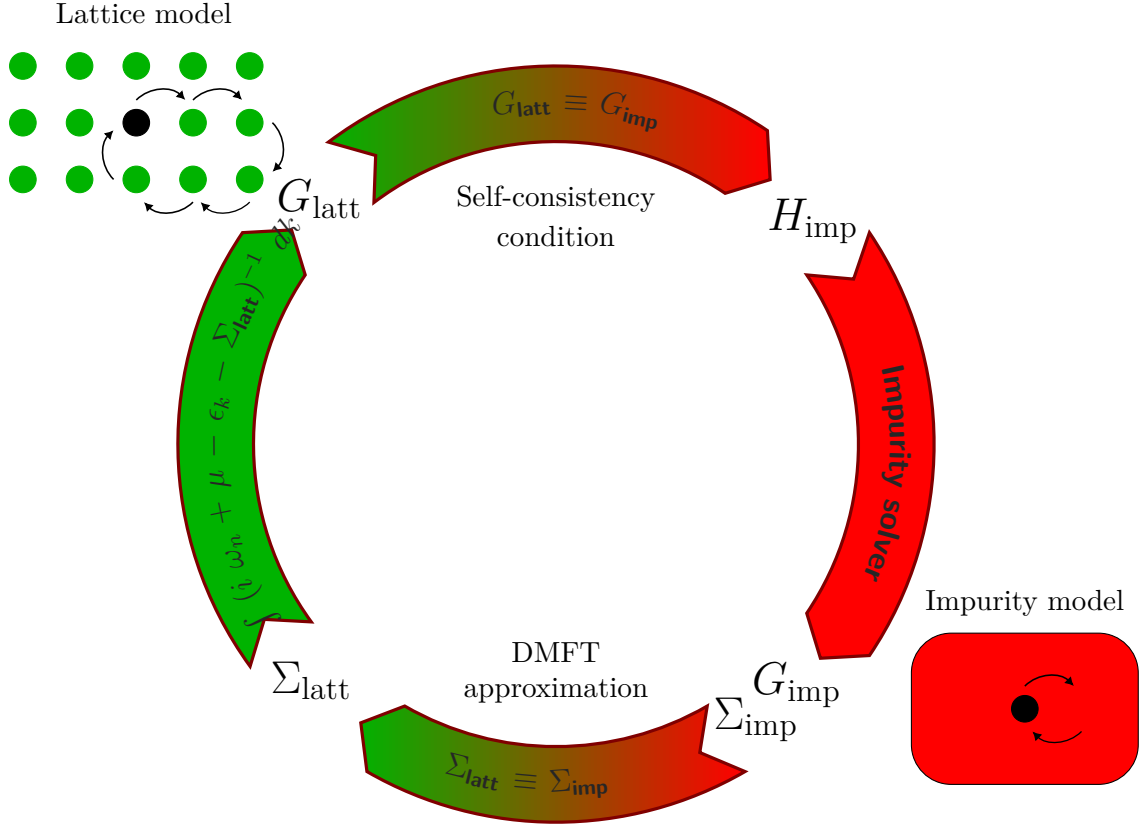 Lattice model
G_latt ≡ G_imp
Self-consistency
condition
G_latt
H_imp
∫ (i ω_n + μ − ϵ_k − Σ_latt)^{−1} dk
Impurity solver
Impurity model
DMFT
approximation
Σ_latt
G_imp
Σ_imp
Σ_latt ≡ Σ_imp